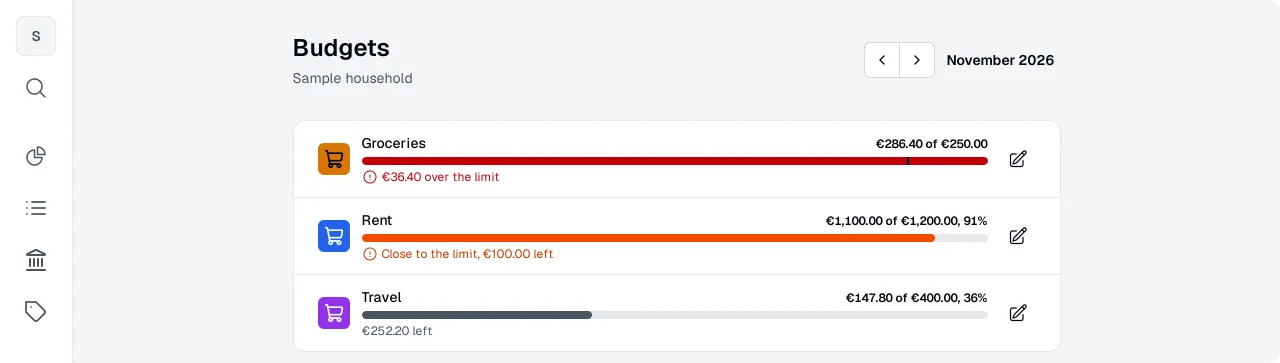 S
Budgets
Sample household
November 2026
Groceries
€286.40 of €250.00
€36.40 over the limit
Rent
€1,100.00 of €1,200.00, 91%
Close to the limit, €100.00 left
Travel
€147.80 of €400.00, 36%
€252.20 left